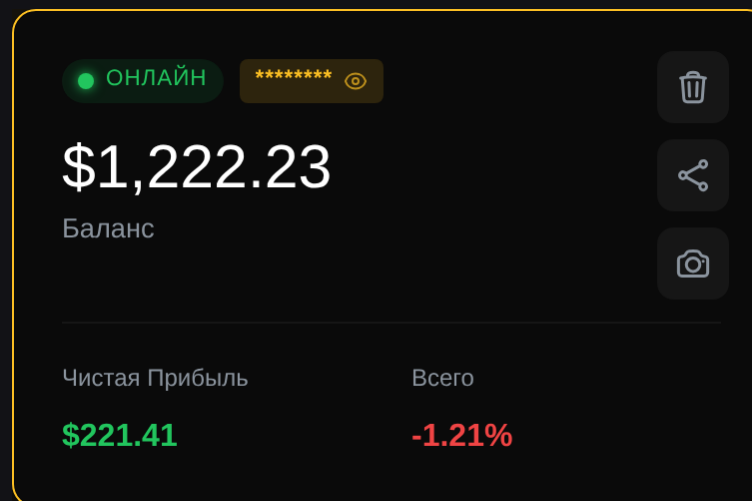 ОНЛАЙН ********
$1,222.23
Баланс
Чистая Прибыль Всего
$221.41 -1.21%